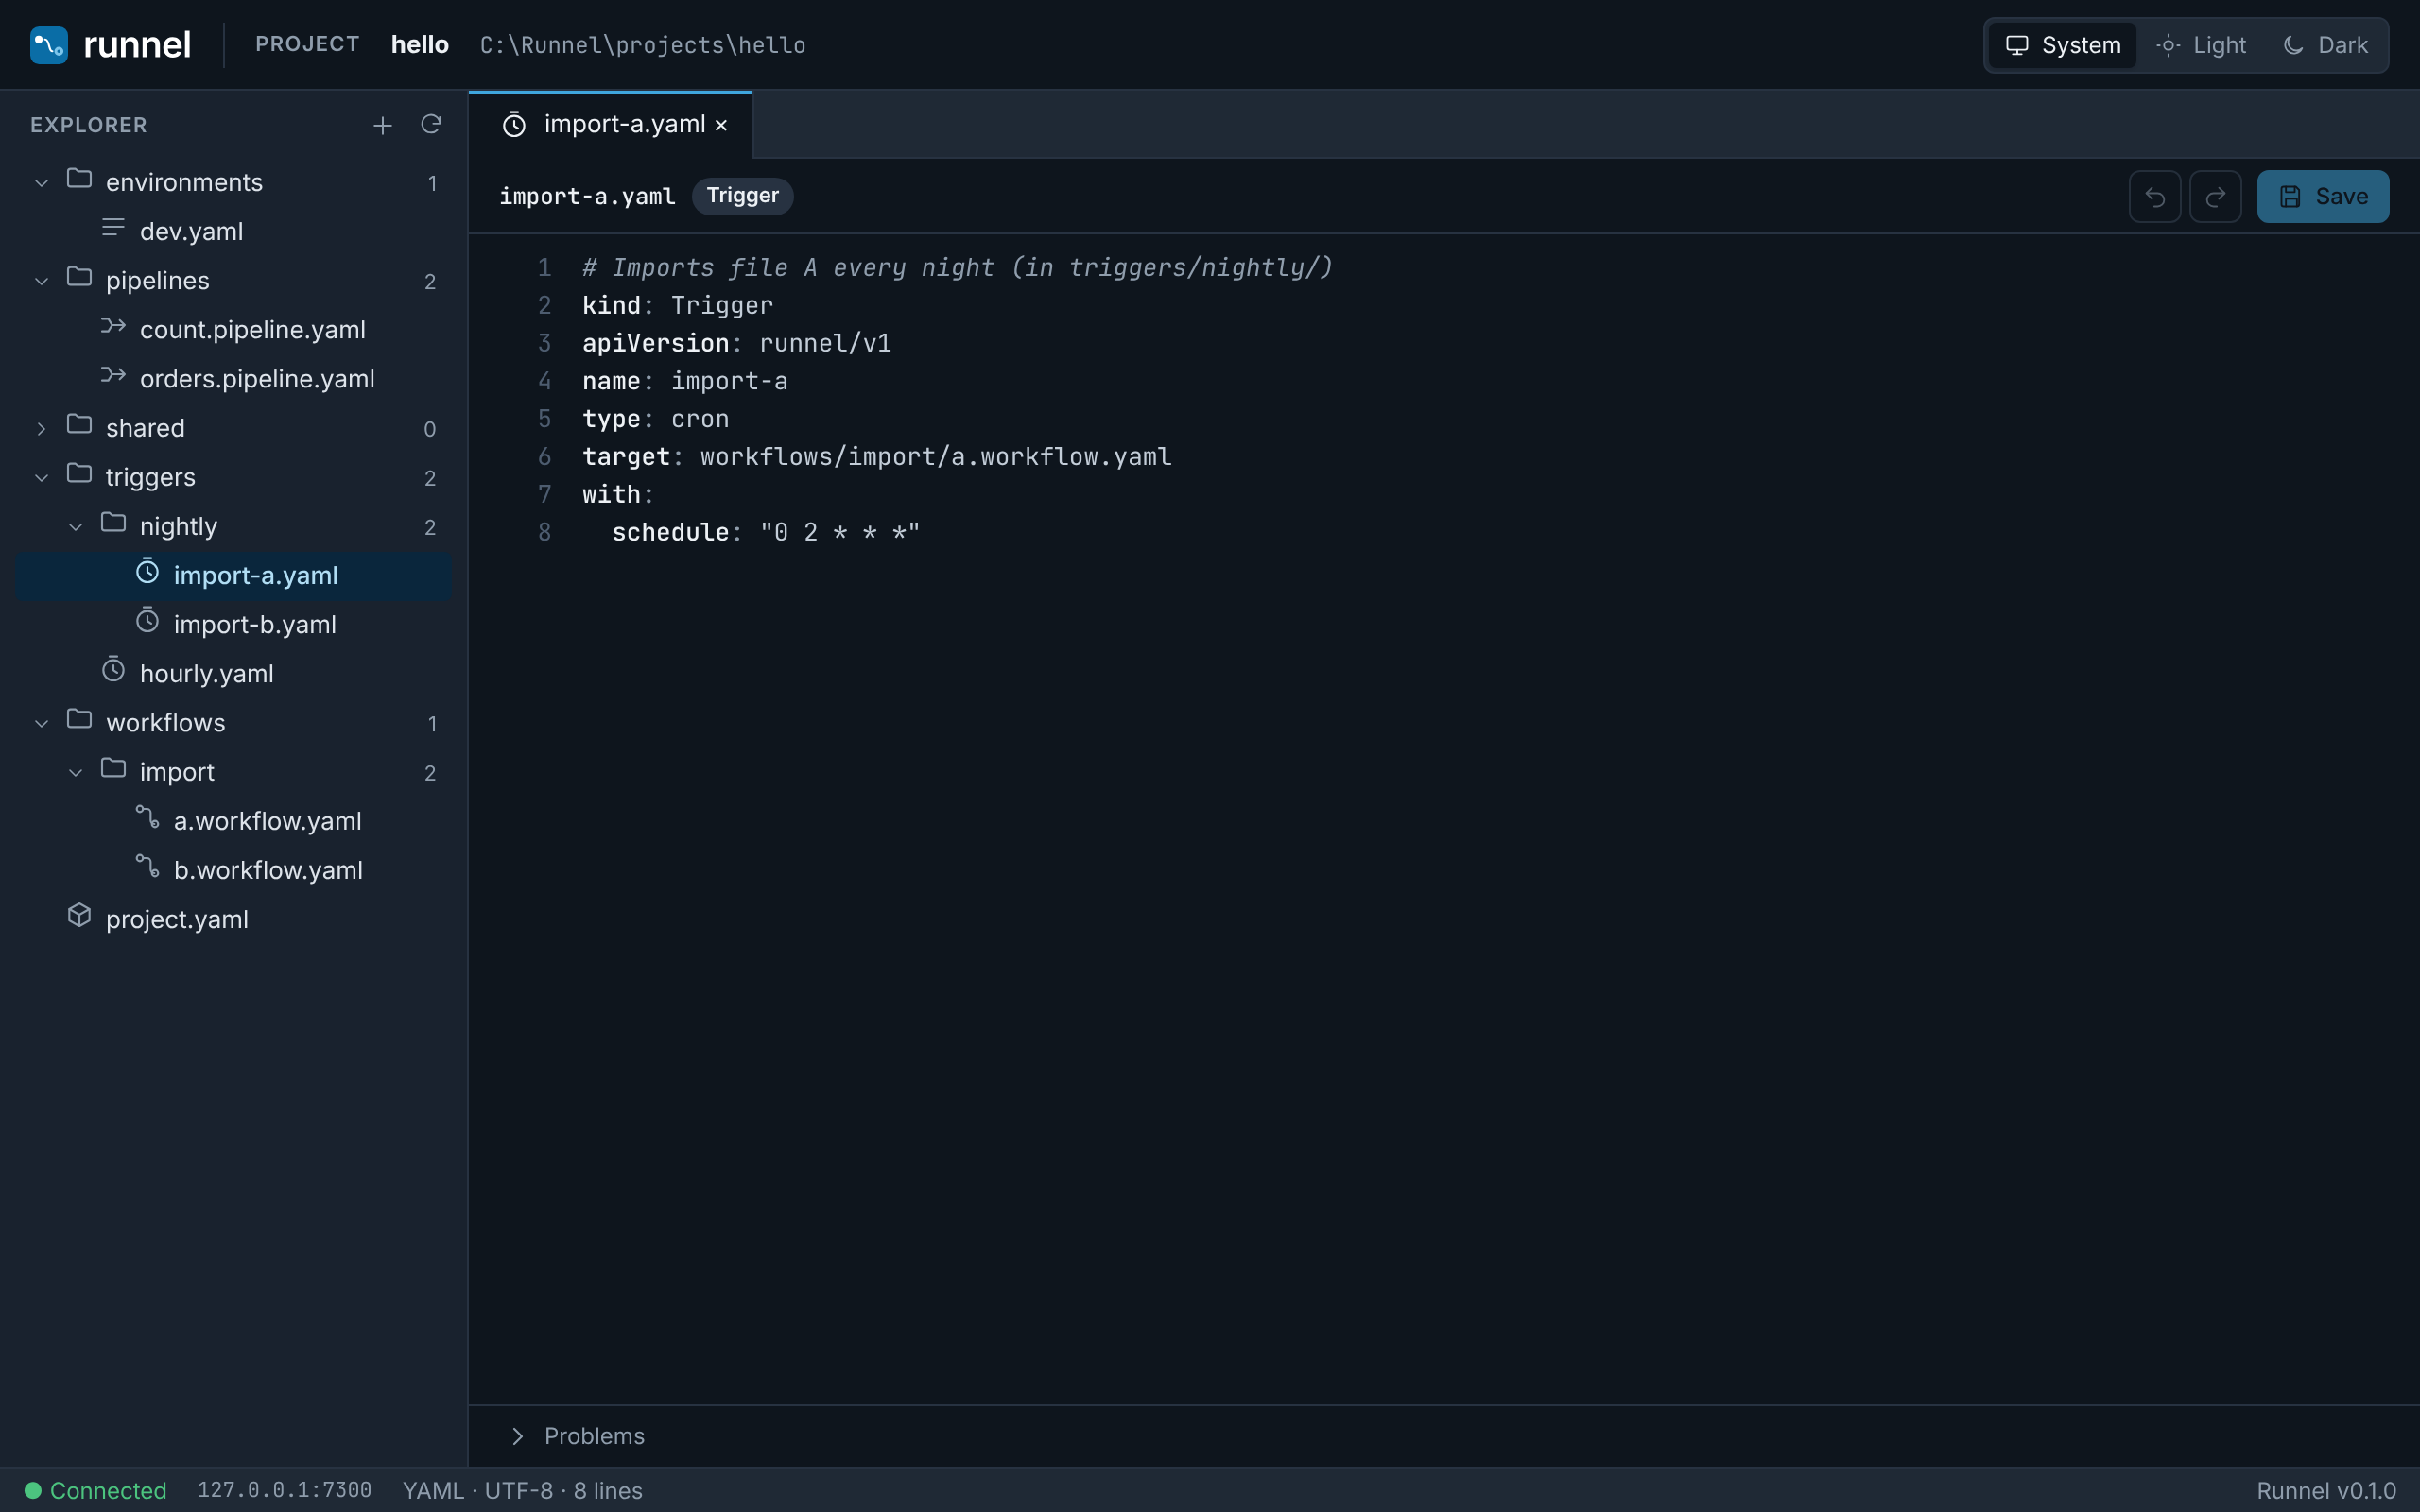 runnel PROJECT hello C:\Runnel\projects\hello System Light Dark
EXPLORER
environments 1
dev.yaml
pipelines 2
count.pipeline.yaml
orders.pipeline.yaml
shared 0
triggers 2
nightly 2
import-a.yaml
import-b.yaml
hourly.yaml
workflows 1
import 2
a.workflow.yaml
b.workflow.yaml
project.yaml
import-a.yaml ×
import-a.yaml Trigger Save
1 # Imports file A every night (in triggers/nightly/)
2 kind: Trigger
3 apiVersion: runnel/v1
4 name: import-a
5 type: cron
6 target: workflows/import/a.workflow.yaml
7 with:
8   schedule: "0 2 * * *"
Problems
Connected 127.0.0.1:7300 YAML · UTF-8 · 8 lines Runnel v0.1.0